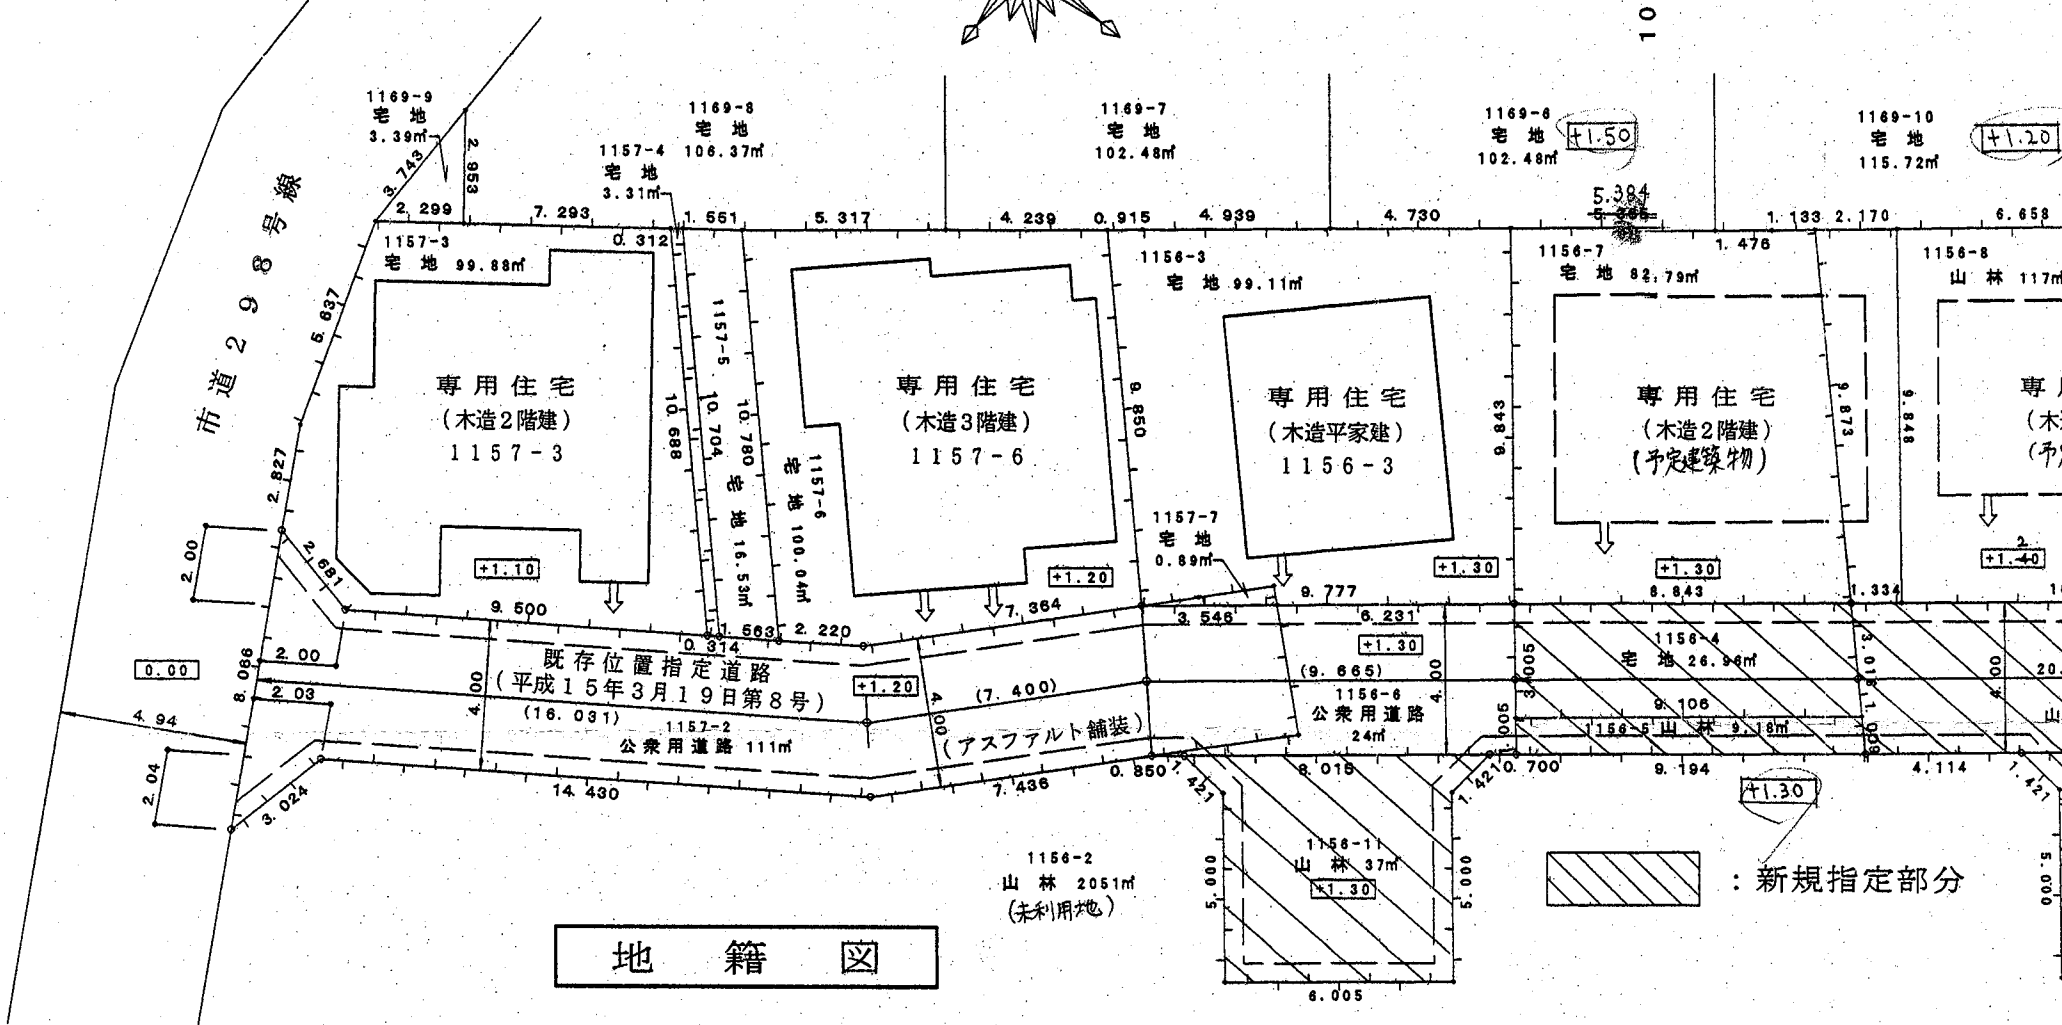 10
1169-9
宅 地
3.39㎡
1157-4
宅 地
3.31㎡
1169-8
宅 地
106.37㎡
1169-7
宅 地
102.48㎡
1169-6
宅 地
102.48㎡
+1.50
1169-10
宅 地
115.72㎡
+1.20
市道298号線
3.743
2.953
2.299
7.293
0.312
1.551
5.317
4.239
0.915
4.939
4.730
5.384
1.476
1.133
2.170
6.658
1157-3
宅 地 99.88㎡
1156-3
宅 地 99.11㎡
1156-7
宅 地 82.79㎡
1156-8
山 林 117㎡
5.637
2.827
専用住宅
(木造2階建)
1157-3
10.688
10.704
10.780
1157-5
宅 地 16.53㎡
専用住宅
(木造3階建)
1157-6
1157-6
宅 地 100.04㎡
9.850
専用住宅
(木造平家建)
1156-3
9.843
専用住宅
(木造2階建)
(予定建築物)
9.873
9.848
専
(木
(予
1157-7
宅 地
0.89㎡
+1.10
+1.20
+1.30
+1.30
2
+1.40
2.00
2.681
9.500
0.314
1.563
2.220
7.364
9.777
3.546
6.231
6.843
1.334
0.00
8.086
2.00
2.03
4.94
2.04
3.024
既存位置指定道路
(平成15年3月19日第8号)
(16.031)
4.00
1157-2
公衆用道路 111㎡
+1.20
4.00
(7.400)
(アスファルト舗装)
+1.30
(9.665)
1156-6
公衆用道路
24㎡
4.00
3.005
1.005
1156-4
宅 地 26.96㎡
9.106
1156-5 山 林 9.18㎡
3.016
1.009
4.00
20.
山
14.430
7.436
0.850
1.421
8.015
1.421
0.700
9.194
4.114
1.421
+1.30
1156-2
山 林 2051㎡
(未利用地)
5.000
1156-11
山 林 37㎡
+1.30
5.000
6.005
5.000
：新規指定部分
地 籍 図